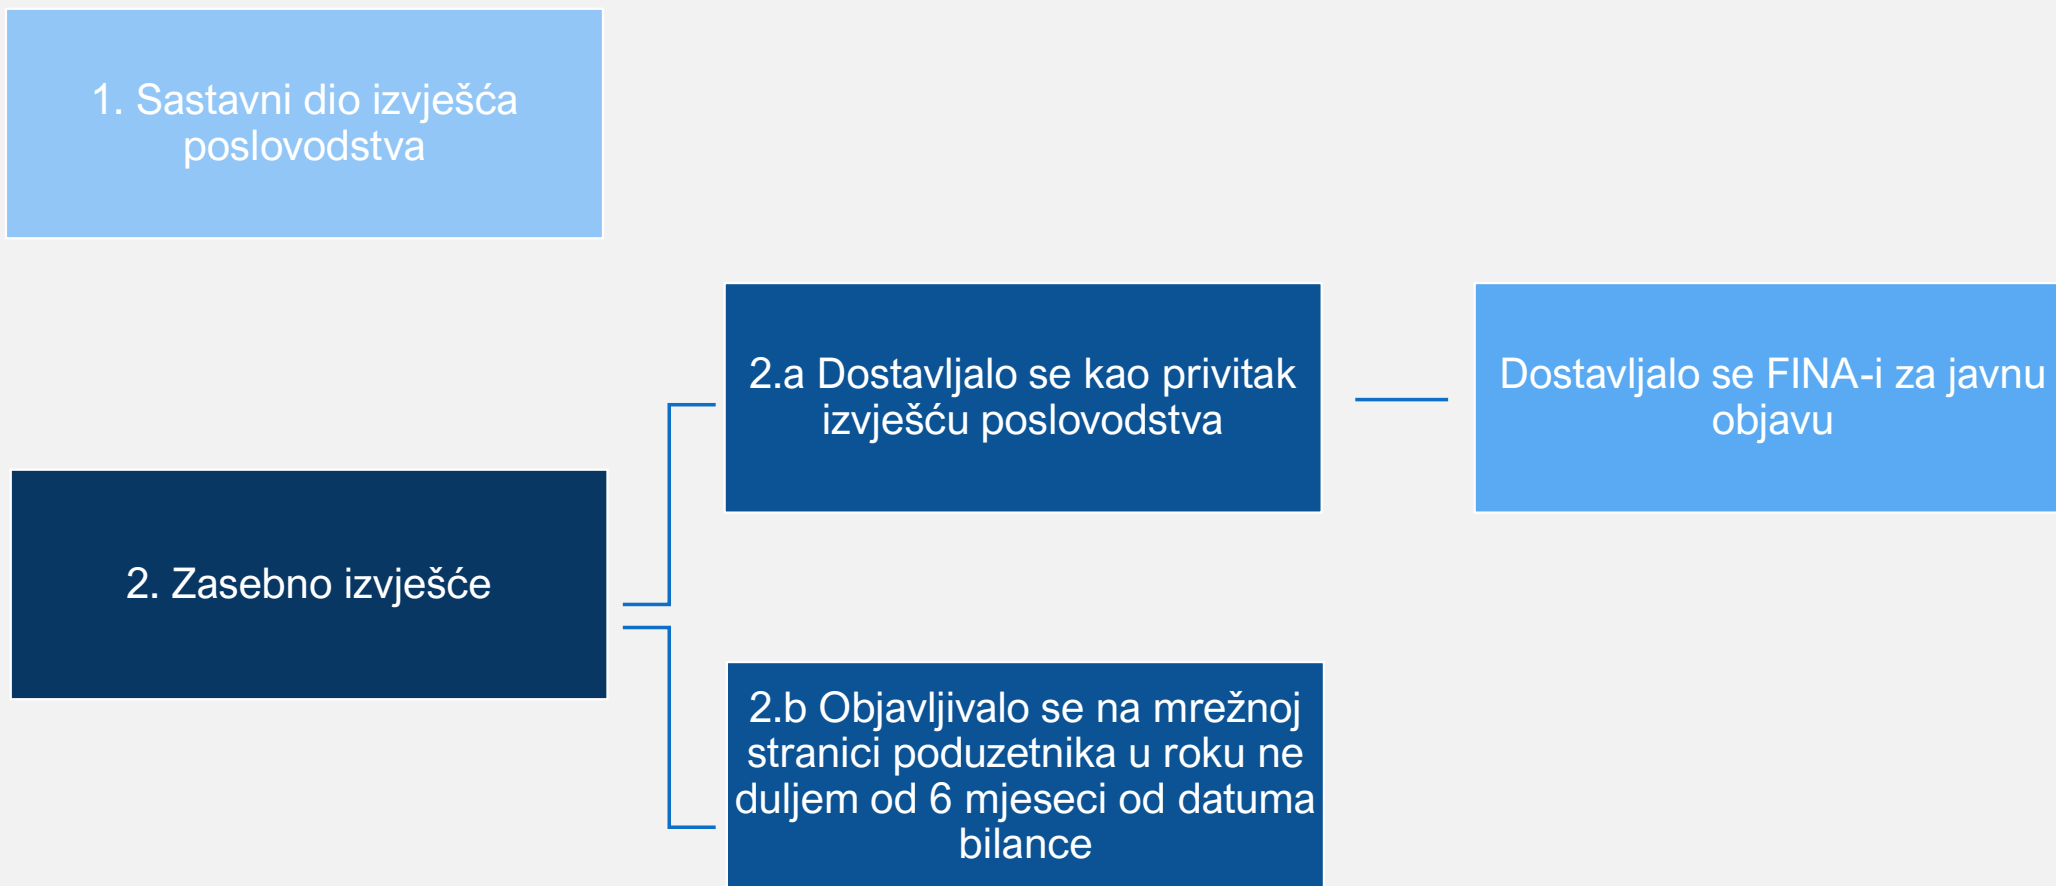 1. Sastavni dio izvješća
poslovodstva
2. Zasebno izvješće
2.a Dostavljalo se kao privitak
izvješću poslovodstva
Dostavljalo se FINA-i za javnu
objavu
2.b Objavljivalo se na mrežnoj
stranici poduzetnika u roku ne
duljem od 6 mjeseci od datuma
bilance